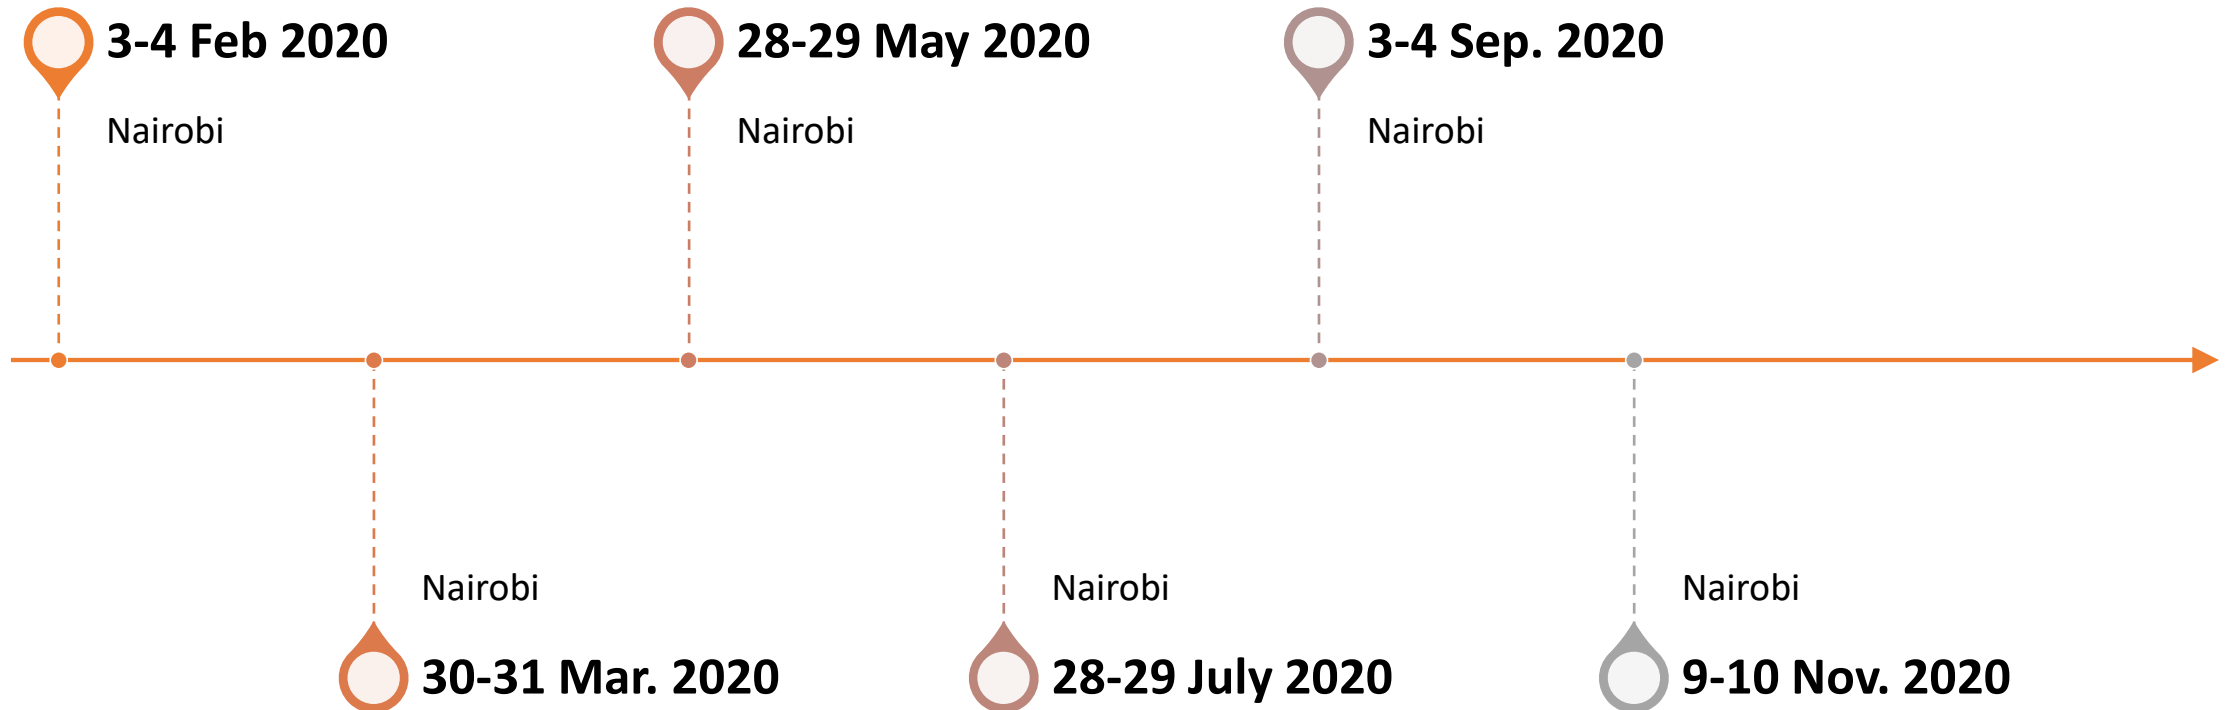 3-4 Feb 2020
Nairobi
28-29 May 2020
Nairobi
3-4 Sep. 2020
Nairobi
Nairobi
30-31 Mar. 2020
Nairobi
28-29 July 2020
Nairobi
9-10 Nov. 2020